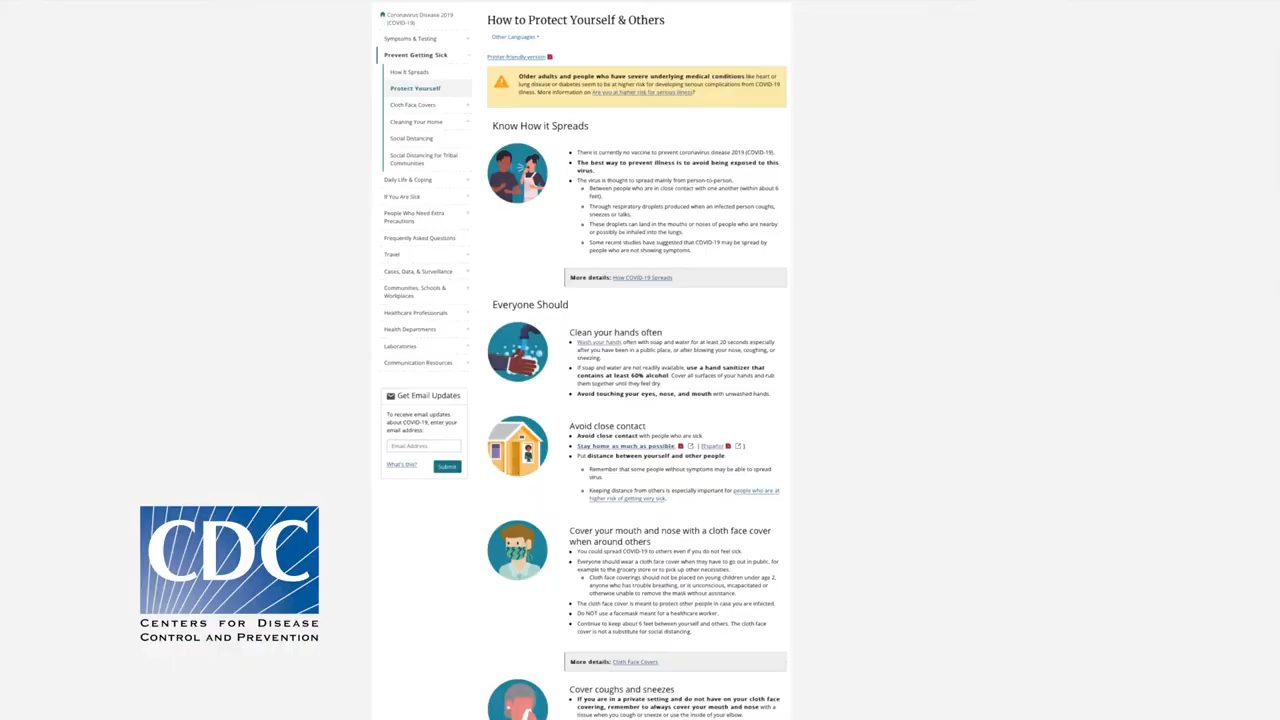 Coronavirus Disease 2019
(COVID-19)
Symptoms & Testing
Prevent Getting Sick
How It Spreads
Protect Yourself
Cloth Face Covers
Cleaning Your Home
Social Distancing
Social Distancing for Tribal
Communities
Daily Life & Coping
If You Are Sick
People Who Need Extra
Precautions
Frequently Asked Questions
Travel
Cases, Data, & Surveillance
Communities, Schools &
Workplaces
Healthcare Professionals
Health Departments
Laboratories
Communication Resources
Get Email Updates
To receive email updates
about COVID-19, enter your
email address:
Email Address
What's this?
Submit
CDC
CENTERS FOR DISEASE
CONTROL AND PREVENTION
How to Protect Yourself & Others
Other Languages
Printer-friendly version
Older adults and people who have severe underlying medical conditions like heart or
lung disease or diabetes seem to be at higher risk for developing serious complications from COVID-19
illness. More information on Are you at higher risk for serious illness?
Know How it Spreads
There is currently no vaccine to prevent coronavirus disease 2019 (COVID-19).
The best way to prevent illness is to avoid being exposed to this
virus.
The virus is thought to spread mainly from person-to-person.
Between people who are in close contact with one another (within about 6
feet).
Through respiratory droplets produced when an infected person coughs,
sneezes or talks.
These droplets can land in the mouths or noses of people who are nearby
or possibly be inhaled into the lungs.
Some recent studies have suggested that COVID-19 may be spread by
people who are not showing symptoms.
More details: How COVID-19 Spreads
Everyone Should
Clean your hands often
Wash your hands often with soap and water for at least 20 seconds especially
after you have been in a public place, or after blowing your nose, coughing, or
sneezing.
If soap and water are not readily available, use a hand sanitizer that
contains at least 60% alcohol. Cover all surfaces of your hands and rub
them together until they feel dry.
Avoid touching your eyes, nose, and mouth with unwashed hands.
Avoid close contact
Avoid close contact with people who are sick
Stay home as much as possible. [Español ]
Put distance between yourself and other people.
Remember that some people without symptoms may be able to spread
virus.
Keeping distance from others is especially important for people who are at
higher risk of getting very sick.
Cover your mouth and nose with a cloth face cover
when around others
You could spread COVID-19 to others even if you do not feel sick.
Everyone should wear a cloth face cover when they have to go out in public, for
example to the grocery store or to pick up other necessities.
Cloth face coverings should not be placed on young children under age 2,
anyone who has trouble breathing, or is unconscious, incapacitated or
otherwise unable to remove the mask without assistance.
The cloth face cover is meant to protect other people in case you are infected.
Do NOT use a facemask meant for a healthcare worker.
Continue to keep about 6 feet between yourself and others. The cloth face
cover is not a substitute for social distancing.
More details: Cloth Face Covers
Cover coughs and sneezes
If you are in a private setting and do not have on your cloth face
covering, remember to always cover your mouth and nose with a
tissue when you cough or sneeze or use the inside of your elbow.